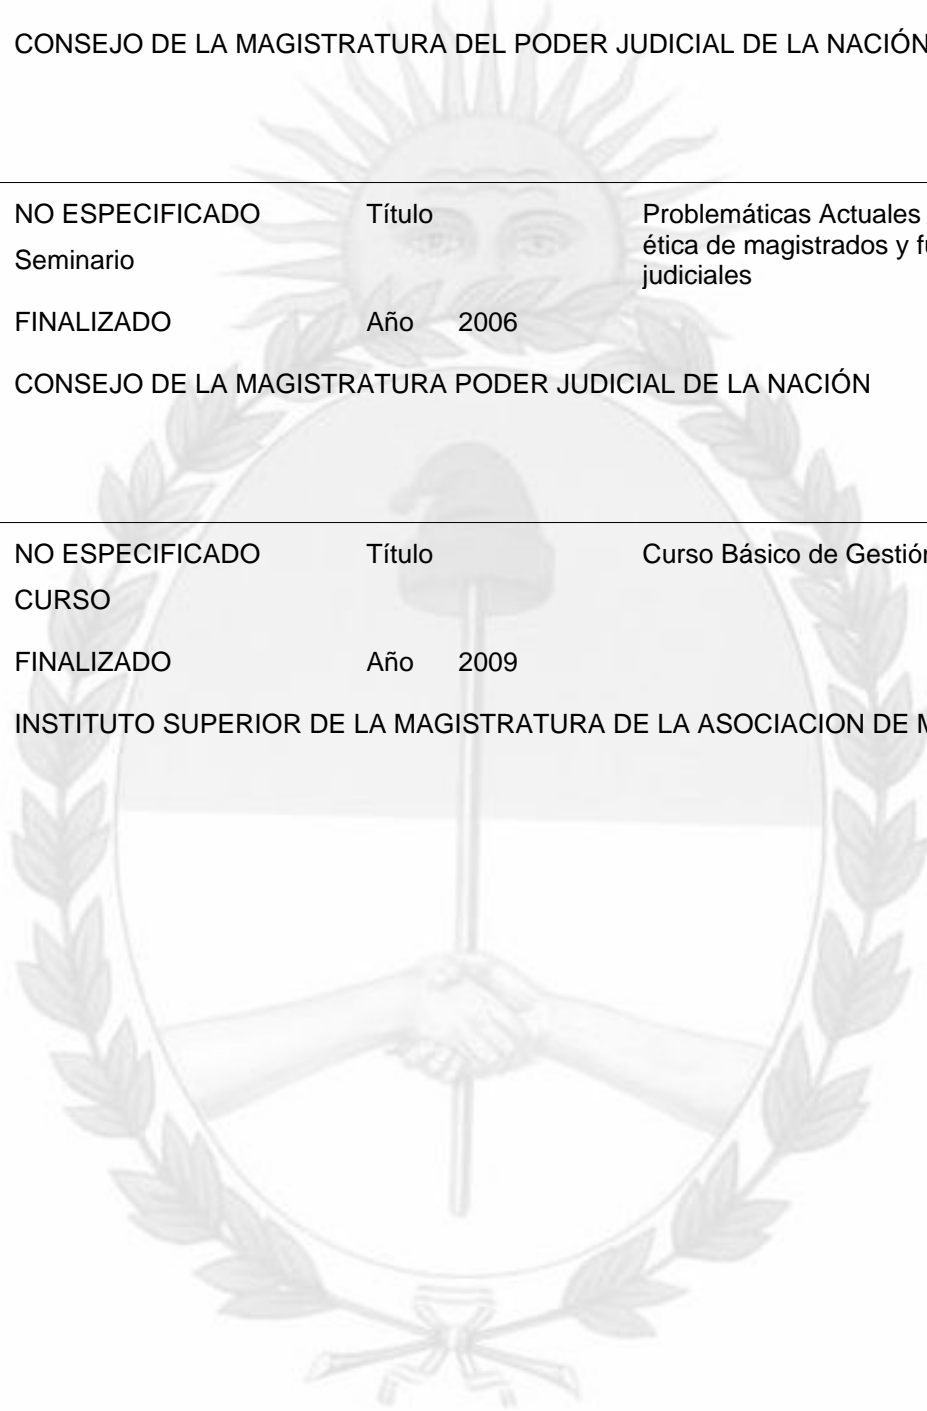 CONSEJO DE LA MAGISTRATURA DEL PODER JUDICIAL DE LA NACIÓN
NO ESPECIFICADO Título Problemáticas Actuales
Seminario ética de magistrados y
judiciales
FINALIZADO Año 2006
CONSEJO DE LA MAGISTRATURA PODER JUDICIAL DE LA NACIÓN
NO ESPECIFICADO Título Curso Básico de Gestión
CURSO
FINALIZADO Año 2009
INSTITUTO SUPERIOR DE LA MAGISTRATURA DE LA ASOCIACION DE